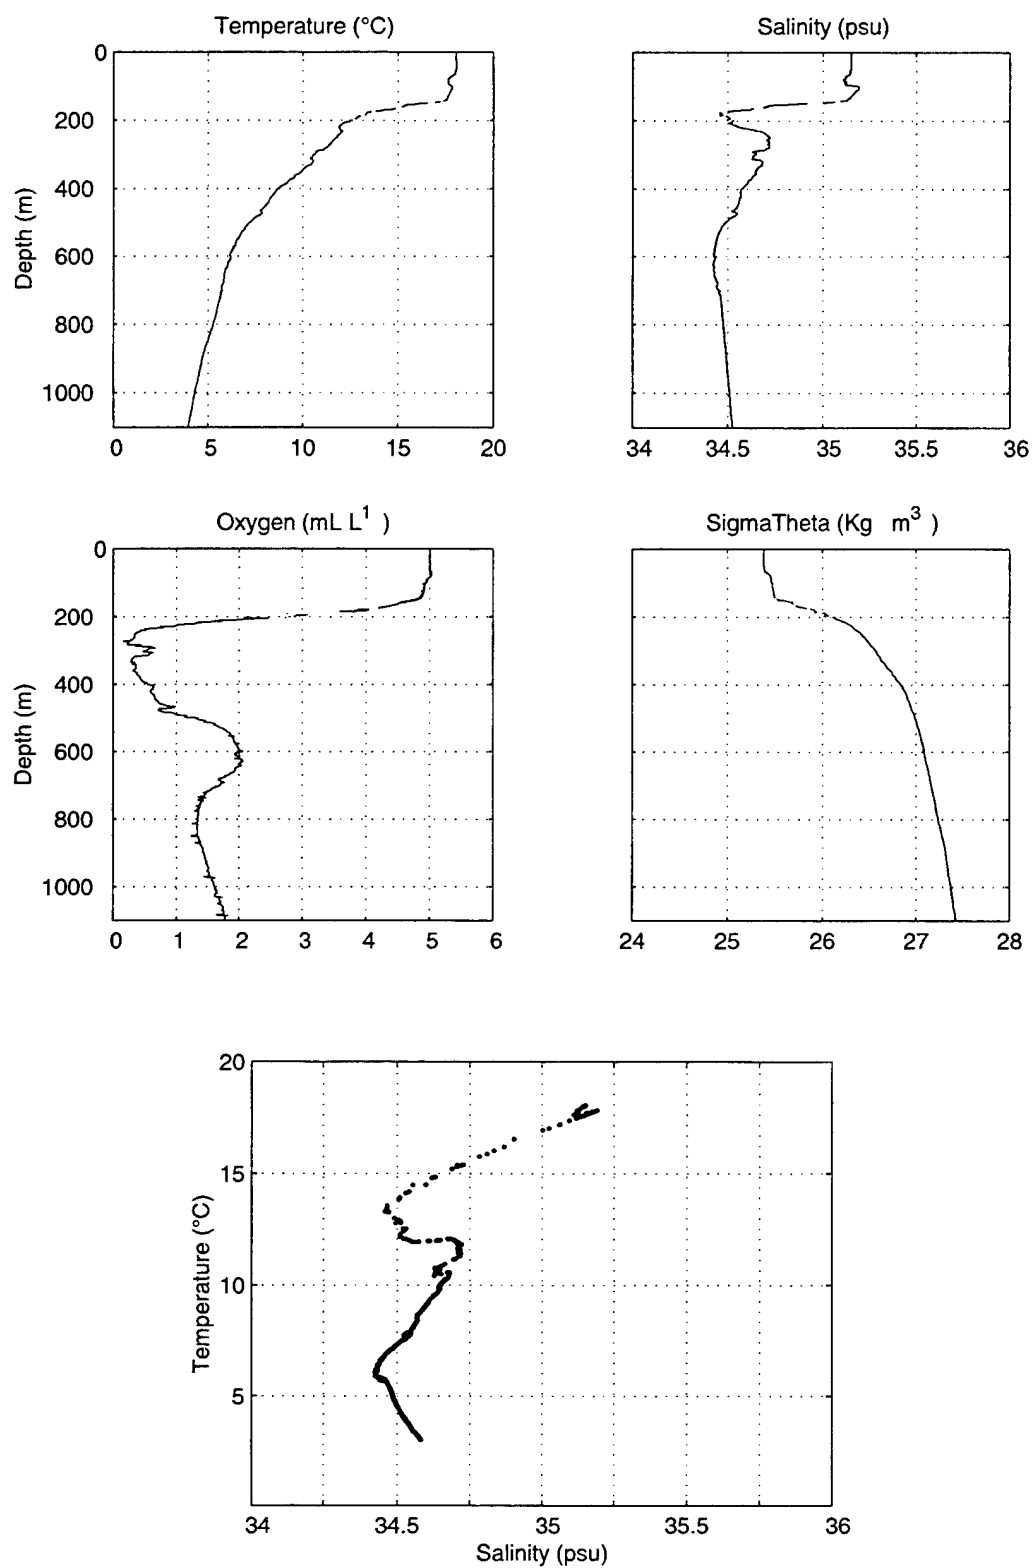 Temperature (°C)
Salinity (psu)
0
200
400
600
800
1000
Depth (m)
0 5 10 15 20
34 34.5 35 35.5 36
Oxygen (mL L¹ )
SigmaTheta (Kg m³ )
0
200
400
600
800
1000
Depth (m)
0 1 2 3 4 5 6
24 25 26 27 28
20
15
10
5
Temperature (°C)
34 34.5 35 35.5 36
Salinity (psu)